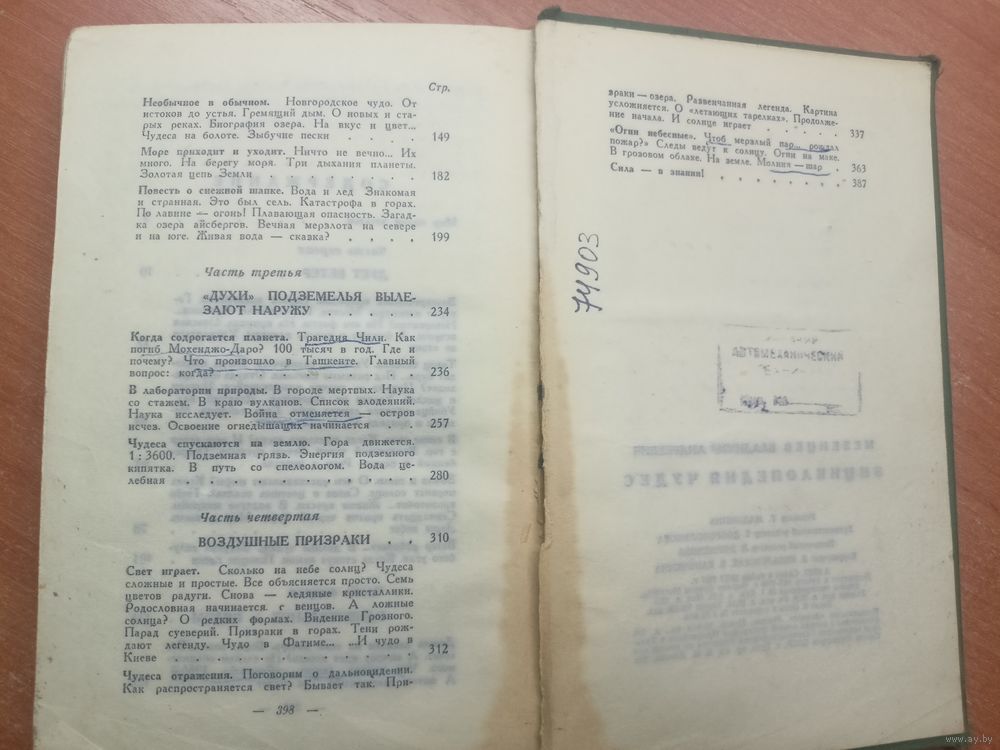 Стр.
Необычное в обычном. Новгородское чудо. От
истоков до устья. Гремящий дым. О новых и ста-
рых реках. Биография озера. На вкус и цвет...
Чудеса на болоте. Зыбучие пески . . . . . 149
Море приходит и уходит. Ничто не вечно... Их
много. На берегу моря. Три дыхания планеты.
Золотая цепь Земли . . . . . . . . 182
Повесть о снежной шапке. Вода и лед Знакомая
и странная. Это был сель. Катастрофа в горах.
По лавине — огонь! Плавающая опасность. Загад-
ка озера айсбергов. Вечная мерзлота на севере
и на юге. Живая вода — сказка? . . . . 199
Часть третья
«ДУХИ» ПОДЗЕМЕЛЬЯ ВЫЛЕ-
ЗАЮТ НАРУЖУ . . . . . 234
Когда содрогается планета. Трагедия Чили. Как
погиб Мохенджо-Даро? 100 тысяч в год. Где и
почему? Что произошло в Ташкенте. Главный
вопрос: когда? . . . . . . . . . 236
В лаборатории природы. В городе мертвых. Наука
со стажем. В краю вулканов. Список злодеяний.
Наука исследует. Война отменяется — остров
исчез. Освоение огнедышащих начинается . . 257
Чудеса спускаются на землю. Гора движется.
1 : 3600. Подземная грязь. Энергия подземного
кипятка. В путь со спелеологом. Вода це-
лебная . . . . . . . . . . . 280
Часть четвертая
ВОЗДУШНЫЕ ПРИЗРАКИ . . 310
Свет играет. Сколько на небе солнц? Чудеса
сложные и простые. Все объясняется просто. Семь
цветов радуги. Снова — ледяные кристаллики.
Родословная начинается с венцов. А ложные
солнца? О редких формах. Видение Грозного.
Парад суеверий. Призраки в горах. Тени рож-
дают легенду. Чудо в Фатиме... ...И чудо в
Киеве . . . . . . . . . . . 312
Чудеса отражения. Поговорим о дальновидении.
Как распространяется свет? Бывает так. При-
— 398 —
зраки — озера. Развенчанная легенда. Картина
усложняется. О «летающих тарелках». Продолже-
ние начала. И солнце играет . . . . . 337
«Огни небесные». Чтоб мерзлый пар... рождал
пожар?» Следы ведут к солнцу. Огни на маке.
В грозовом облаке. На земле. Молния — шар . 363
Сила — в знании! . . . . . . . . 387
74903
www.ay.by